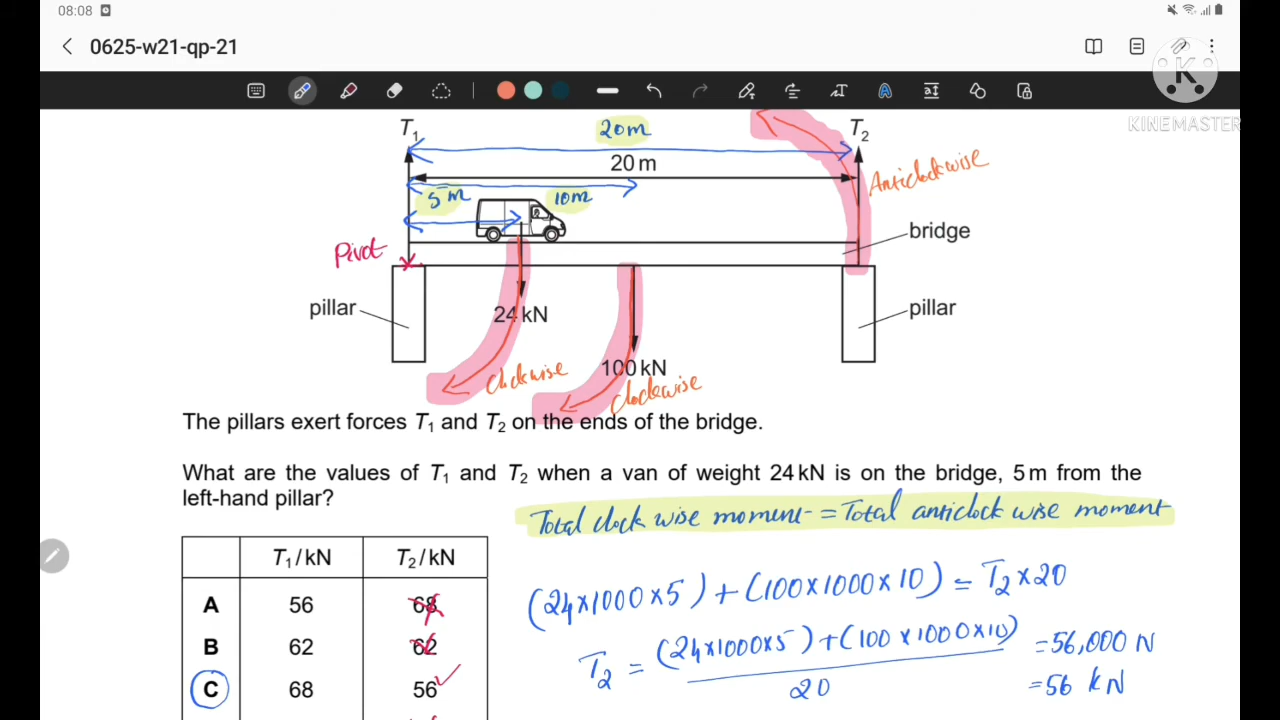 08:08
0625-w21-qp-21
K
KINEMASTER
T1 20m T2
20 m
Anticlockwise
5m 10m
bridge
Pivot
pillar 24 kN pillar
100 kN
clockwise
clockwise
The pillars exert forces T1 and T2 on the ends of the bridge.
What are the values of T1 and T2 when a van of weight 24 kN is on the bridge, 5 m from the
left-hand pillar?
Total clock wise moment = Total anticlock wise moment
T1/kN T2/kN
(24×1000×5) + (100×1000×10) = T2×20
A 56 68
B 62 62
T2 = (24×1000×5) + (100×1000×10) = 56,000 N
20 = 56 kN
C 68 56